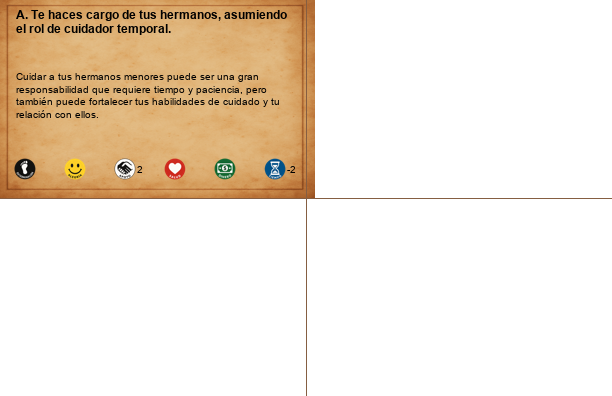 A. Te haces cargo de tus hermanos, asumiendo
el rol de cuidador temporal.
Cuidar a tus hermanos menores puede ser una gran
responsabilidad que requiere tiempo y paciencia, pero
también puede fortalecer tus habilidades de cuidado y tu
relación con ellos.
2 -2